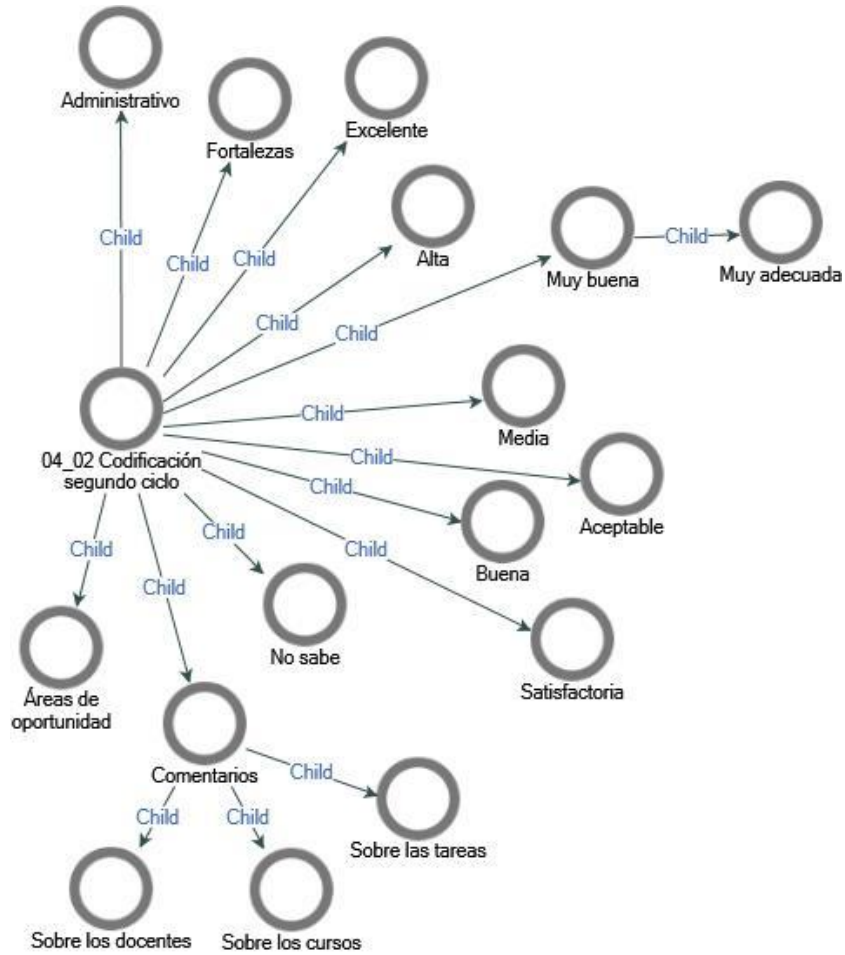 Administrativo
Fortalezas
Excelente
Alta
Child
Child
Child
Child
Muy buena
Child
Muy adecuada
Child
Media
Child
04_02 Codificación
segundo ciclo
Child
Aceptable
Child
Buena
Child
Satisfactoria
Child
No sabe
Child
Áreas de
oportunidad
Child
Comentarios
Child
Sobre las tareas
Child
Sobre los docentes
Child
Sobre los cursos